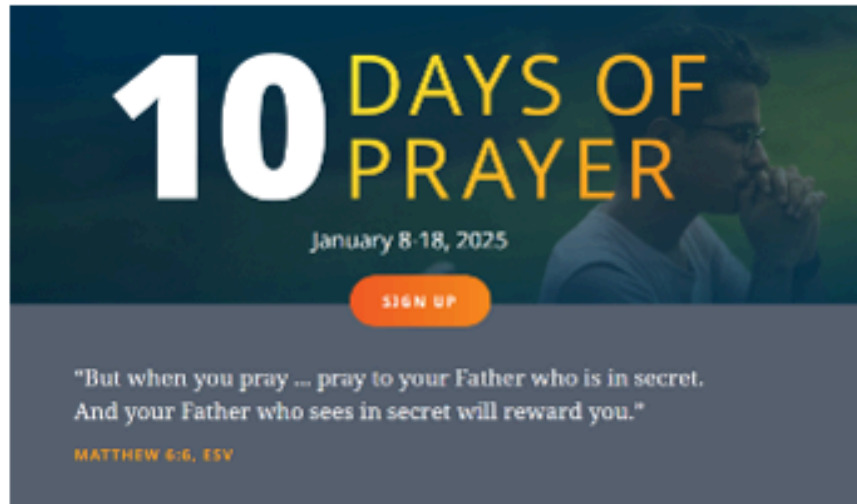 10 DAYS OF
PRAYER
January 8-18, 2025
SIGN UP
"But when you pray ... pray to your Father who is in secret.
And your Father who sees in secret will reward you."
MATTHEW 6:6, ESV